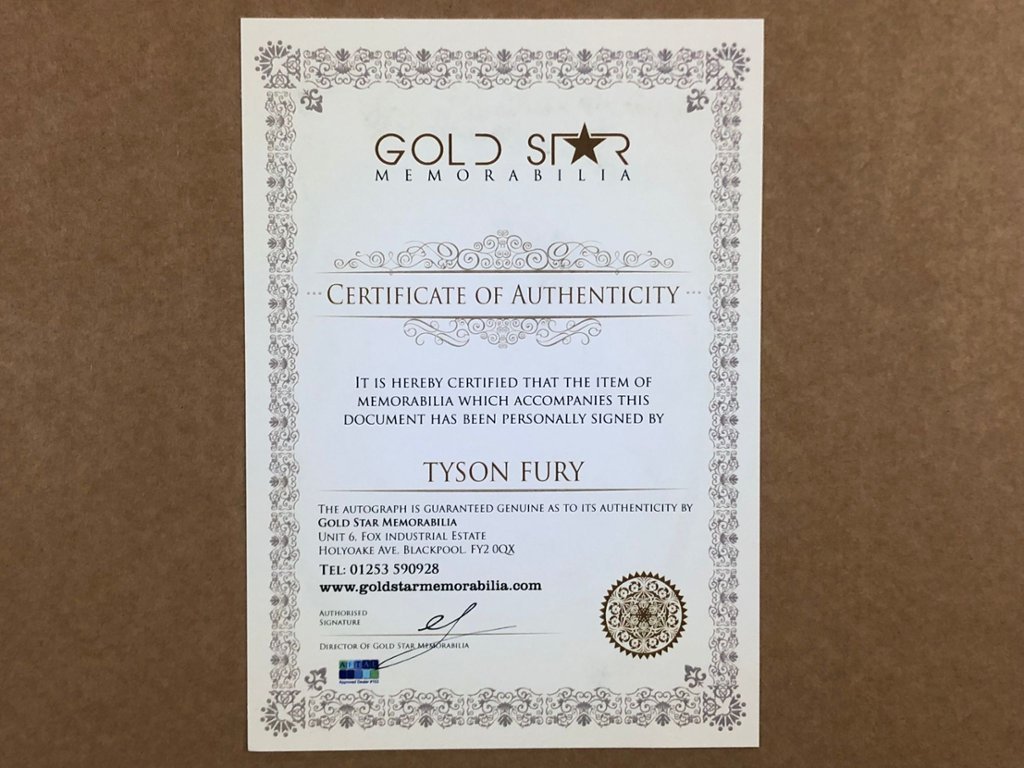 GOLD STAR
MEMORABILIA
CERTIFICATE OF AUTHENTICITY
IT IS HEREBY CERTIFIED THAT THE ITEM OF
MEMORABILIA WHICH ACCOMPANIES THIS
DOCUMENT HAS BEEN PERSONALLY SIGNED BY
TYSON FURY
THE AUTOGRAPH IS GUARANTEED GENUINE AS TO ITS AUTHENTICITY BY
GOLD STAR MEMORABILIA
UNIT 6, FOX INDUSTRIAL ESTATE
HOLYOAKE AVE, BLACKPOOL. FY2 0QX
TEL: 01253 590928
www.goldstarmemorabilia.com
AUTHORISED
SIGNATURE
DIRECTOR OF GOLD STAR MEMORABILIA
AFTAL
Approved Dealer